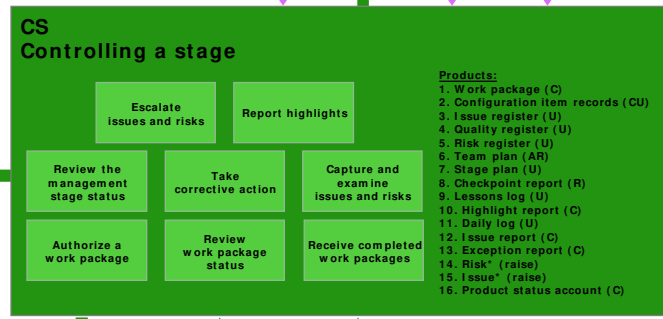 CS
Controlling a stage
Escalate
issues and risks
Report highlights
Review the
management
stage status
Take
corrective action
Capture and
examine
issues and risks
Authorize a
work package
Review
work package
status
Receive completed
work packages
Products:
1. Work package (C)
2. Configuration item records (CU)
3. Issue register (U)
4. Quality register (U)
5. Risk register (U)
6. Team plan (AR)
7. Stage plan (U)
8. Checkpoint report (R)
9. Lessons log (U)
10. Highlight report (C)
11. Daily log (U)
12. Issue report (C)
13. Exception report (C)
14. Risk* (raise)
15. Issue* (raise)
16. Product status account (C)